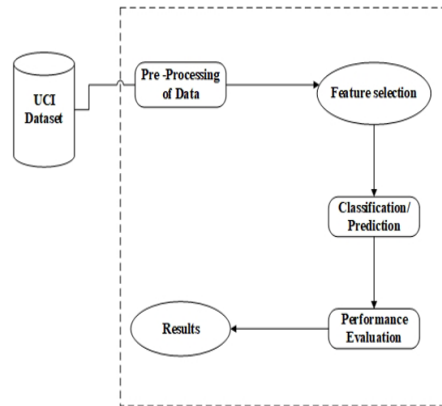 UCI
Dataset
Pre -Processing
of Data
Feature selection
Classification/
Prediction
Performance
Evaluation
Results